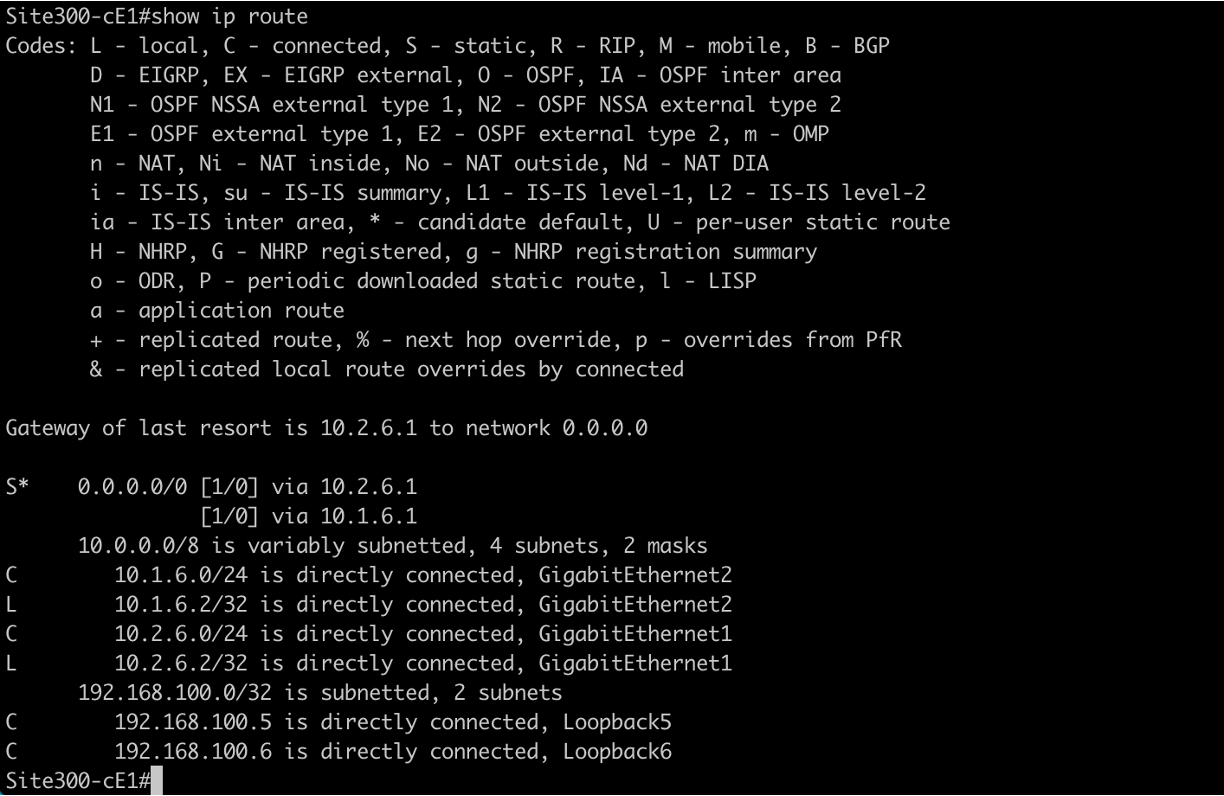 Site300-cE1#show ip route
Codes: L - local, C - connected, S - static, R - RIP, M - mobile, B - BGP
       D - EIGRP, EX - EIGRP external, O - OSPF, IA - OSPF inter area
       N1 - OSPF NSSA external type 1, N2 - OSPF NSSA external type 2
       E1 - OSPF external type 1, E2 - OSPF external type 2, m - OMP
       n - NAT, Ni - NAT inside, No - NAT outside, Nd - NAT DIA
       i - IS-IS, su - IS-IS summary, L1 - IS-IS level-1, L2 - IS-IS level-2
       ia - IS-IS inter area, * - candidate default, U - per-user static route
       H - NHRP, G - NHRP registered, g - NHRP registration summary
       o - ODR, P - periodic downloaded static route, l - LISP
       a - application route
       + - replicated route, % - next hop override, p - overrides from PfR
       & - replicated local route overrides by connected

Gateway of last resort is 10.2.6.1 to network 0.0.0.0

S*    0.0.0.0/0 [1/0] via 10.2.6.1
                [1/0] via 10.1.6.1
      10.0.0.0/8 is variably subnetted, 4 subnets, 2 masks
C        10.1.6.0/24 is directly connected, GigabitEthernet2
L        10.1.6.2/32 is directly connected, GigabitEthernet2
C        10.2.6.0/24 is directly connected, GigabitEthernet1
L        10.2.6.2/32 is directly connected, GigabitEthernet1
      192.168.100.0/32 is subnetted, 2 subnets
C        192.168.100.5 is directly connected, Loopback5
C        192.168.100.6 is directly connected, Loopback6
Site300-cE1#